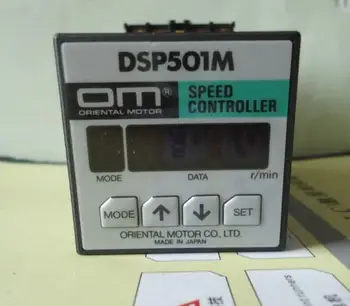 DSP501M
OM® SPEED CONTROLLER
ORIENTAL MOTOR
MODE DATA r/min
MODE ↑ ↓ SET
ORIENTAL MOTOR CO., LTD.
MADE IN JAPAN